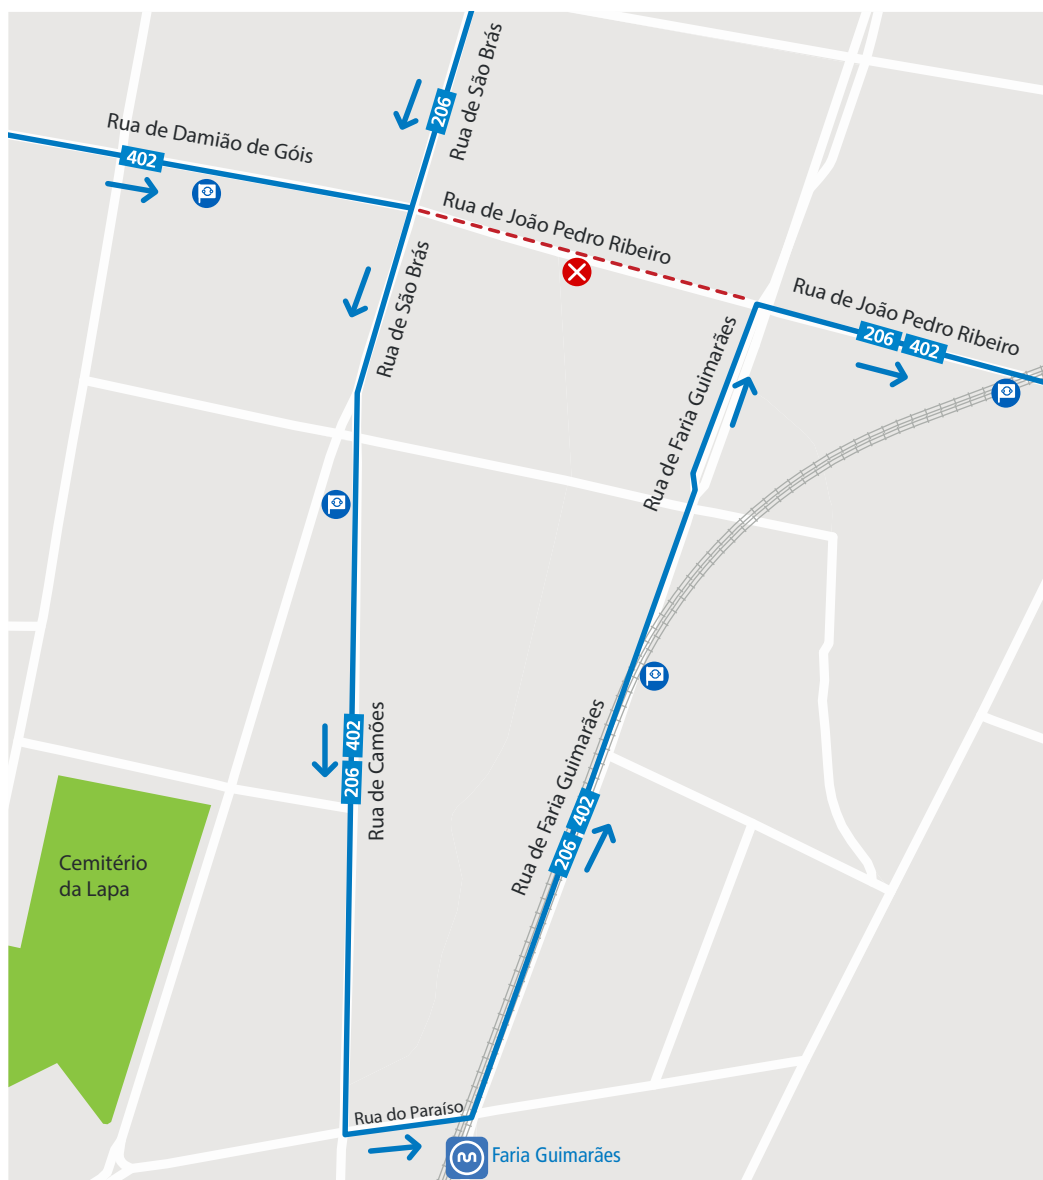 Rua de São Brás
206
Rua de Damião de Góis
402
Rua de João Pedro Ribeiro
Rua de São Brás
Rua de João Pedro Ribeiro
206 402
Rua de Faria Guimarães
402
206
Rua de Camões
Rua de Faria Guimarães
206 402
Cemitério
da Lapa
Rua do Paraíso
Faria Guimarães